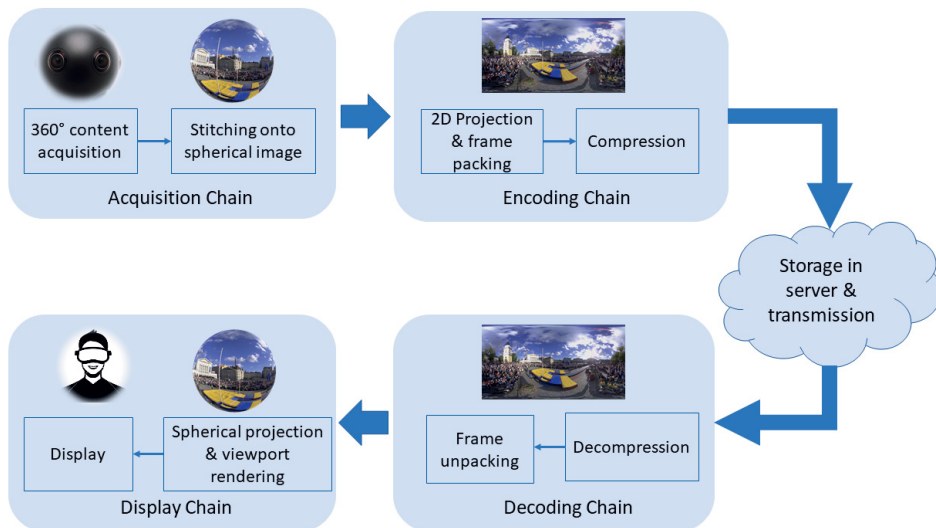 360° content
acquisition
Stitching onto
spherical image
Acquisition Chain
2D Projection
& frame
packing
Compression
Encoding Chain
Storage in
server &
transmission
Display
Spherical projection
& viewport
rendering
Display Chain
Frame
unpacking
Decompression
Decoding Chain